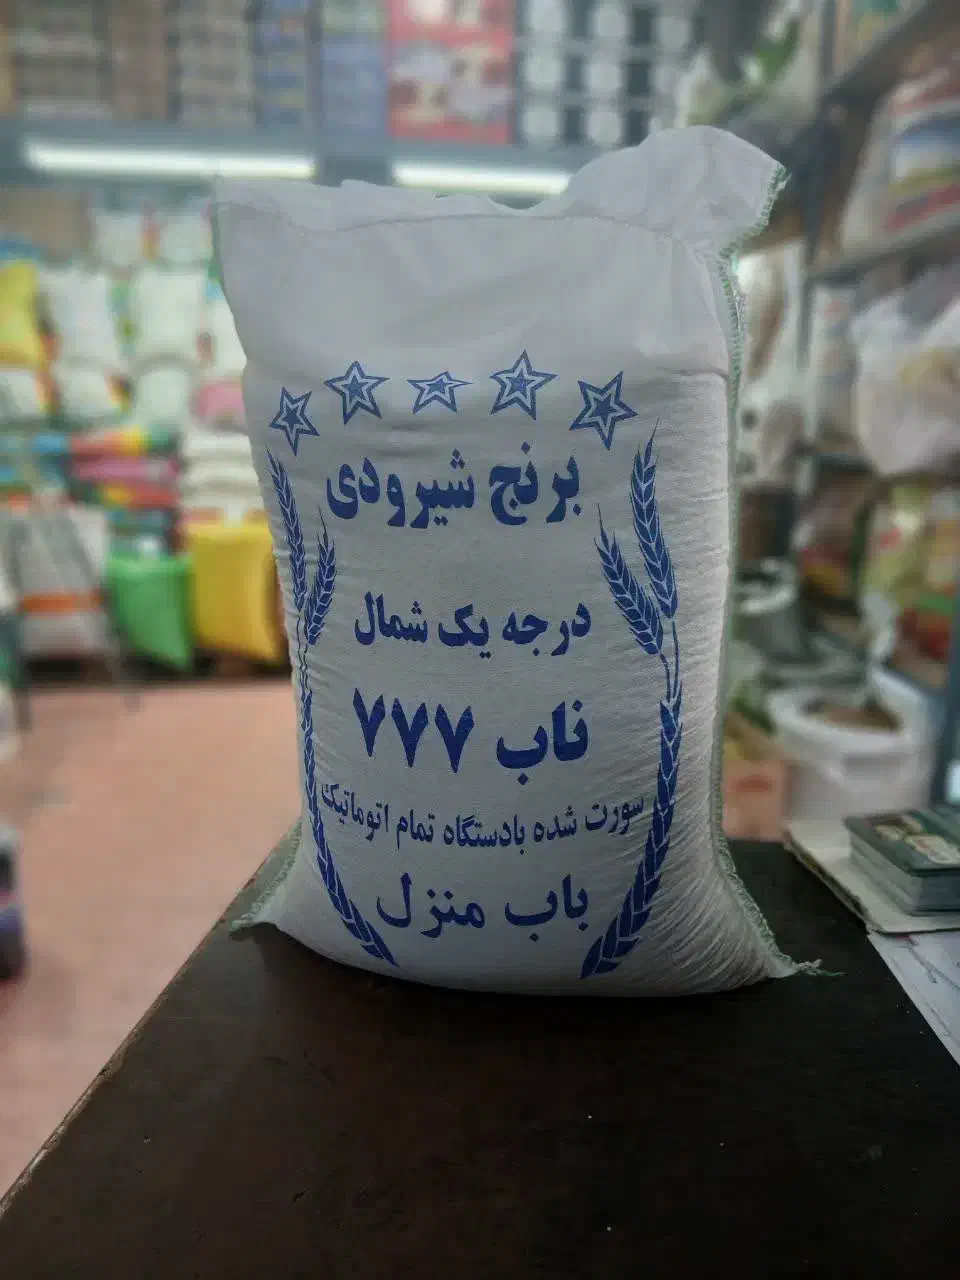 برنج شیرودی
درجه یک شمال
ناب ۷۷۷
سورت شده بادستگاه تمام اتوماتیک
باب منزل